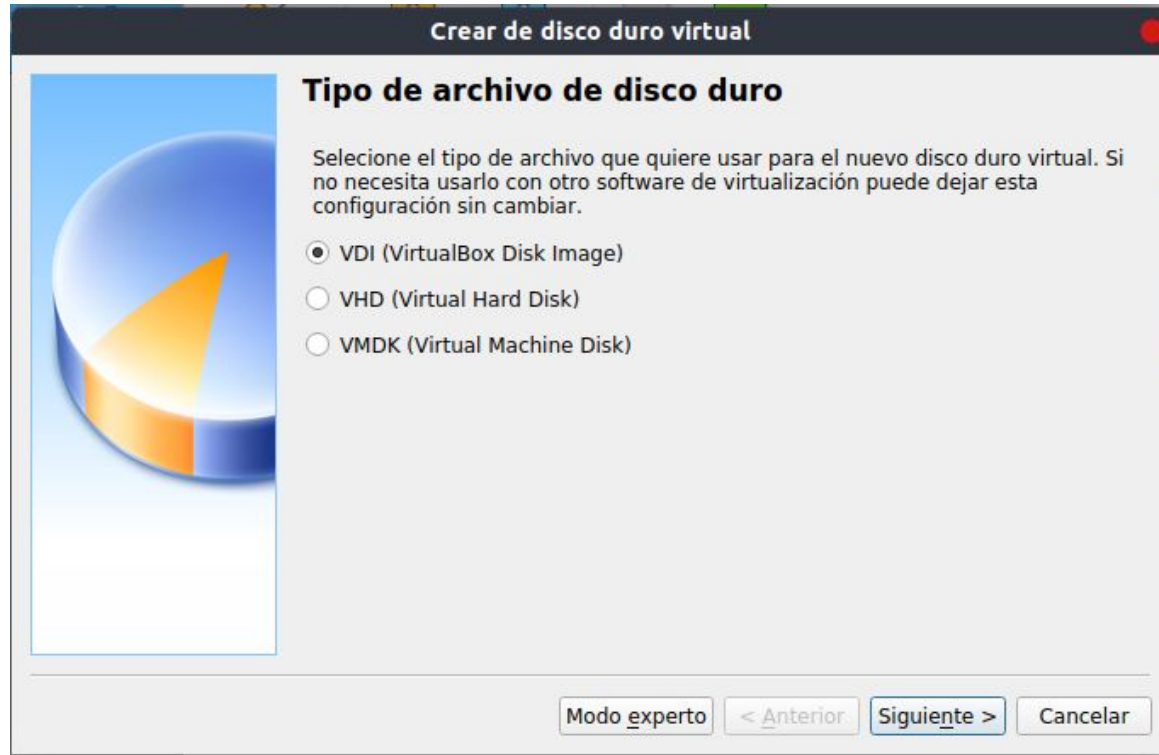 Crear de disco duro virtual
Tipo de archivo de disco duro
Selecione el tipo de archivo que quiere usar para el nuevo disco duro virtual. Si
no necesita usarlo con otro software de virtualización puede dejar esta
configuración sin cambiar.
VDI (VirtualBox Disk Image)
VHD (Virtual Hard Disk)
VMDK (Virtual Machine Disk)
Modo experto < Anterior Siguiente > Cancelar